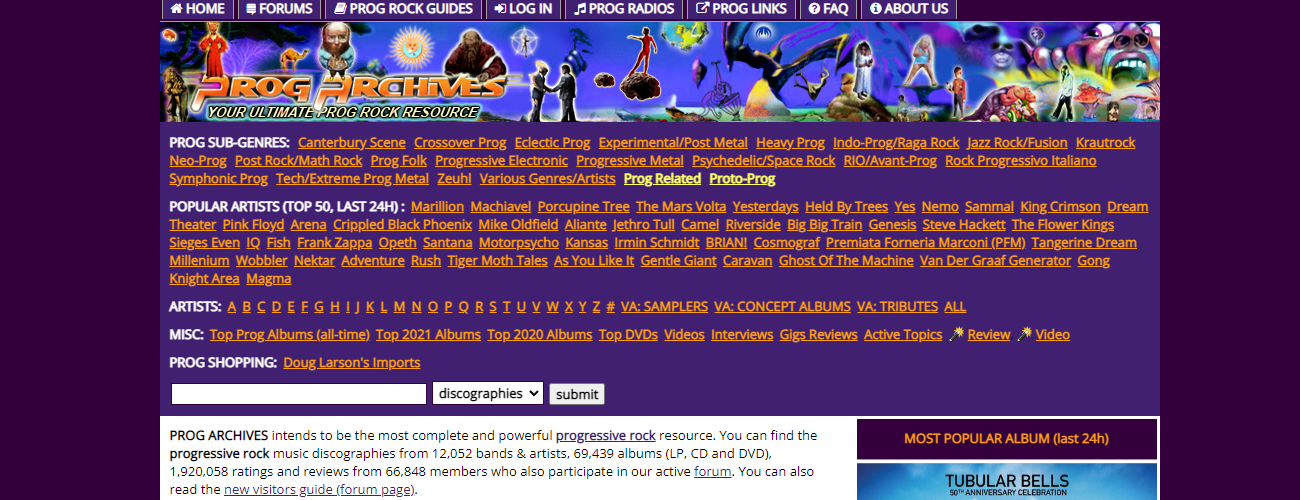 HOME FORUMS PROG ROCK GUIDES LOG IN PROG RADIOS PROG LINKS FAQ ABOUT US
PROG ARCHIVES
YOUR ULTIMATE PROG ROCK RESOURCE
PROG SUB-GENRES: Canterbury Scene Crossover Prog Eclectic Prog Experimental/Post Metal Heavy Prog Indo-Prog/Raga Rock Jazz Rock/Fusion Krautrock
Neo-Prog Post Rock/Math Rock Prog Folk Progressive Electronic Progressive Metal Psychedelic/Space Rock RIO/Avant-Prog Rock Progressivo Italiano
Symphonic Prog Tech/Extreme Prog Metal Zeuhl Various Genres/Artists Prog Related Proto-Prog
POPULAR ARTISTS (TOP 50, LAST 24H) : Marillion Machiavel Porcupine Tree The Mars Volta Yesterdays Held By Trees Yes Nemo Sammal King Crimson Dream
Theater Pink Floyd Arena Crippled Black Phoenix Mike Oldfield Aliante Jethro Tull Camel Riverside Big Big Train Genesis Steve Hackett The Flower Kings
Sieges Even IQ Fish Frank Zappa Opeth Santana Motorpsycho Kansas Irmin Schmidt BRIAN! Cosmograf Premiata Forneria Marconi (PFM) Tangerine Dream
Millenium Wobbler Nektar Adventure Rush Tiger Moth Tales As You Like It Gentle Giant Caravan Ghost Of The Machine Van Der Graaf Generator Gong
Knight Area Magma
ARTISTS: A B C D E F G H I J K L M N O P Q R S T U V W X Y Z # VA: SAMPLERS VA: CONCEPT ALBUMS VA: TRIBUTES ALL
MISC: Top Prog Albums (all-time) Top 2021 Albums Top 2020 Albums Top DVDs Videos Interviews Gigs Reviews Active Topics Review Video
PROG SHOPPING: Doug Larson's Imports
discographies submit
PROG ARCHIVES intends to be the most complete and powerful progressive rock resource. You can find the
progressive rock music discographies from 12,052 bands & artists, 69,439 albums (LP, CD and DVD),
1,920,058 ratings and reviews from 66,848 members who also participate in our active forum. You can also
read the new visitors guide (forum page).
MOST POPULAR ALBUM (last 24h)
TUBULAR BELLS
50TH ANNIVERSARY CELEBRATION